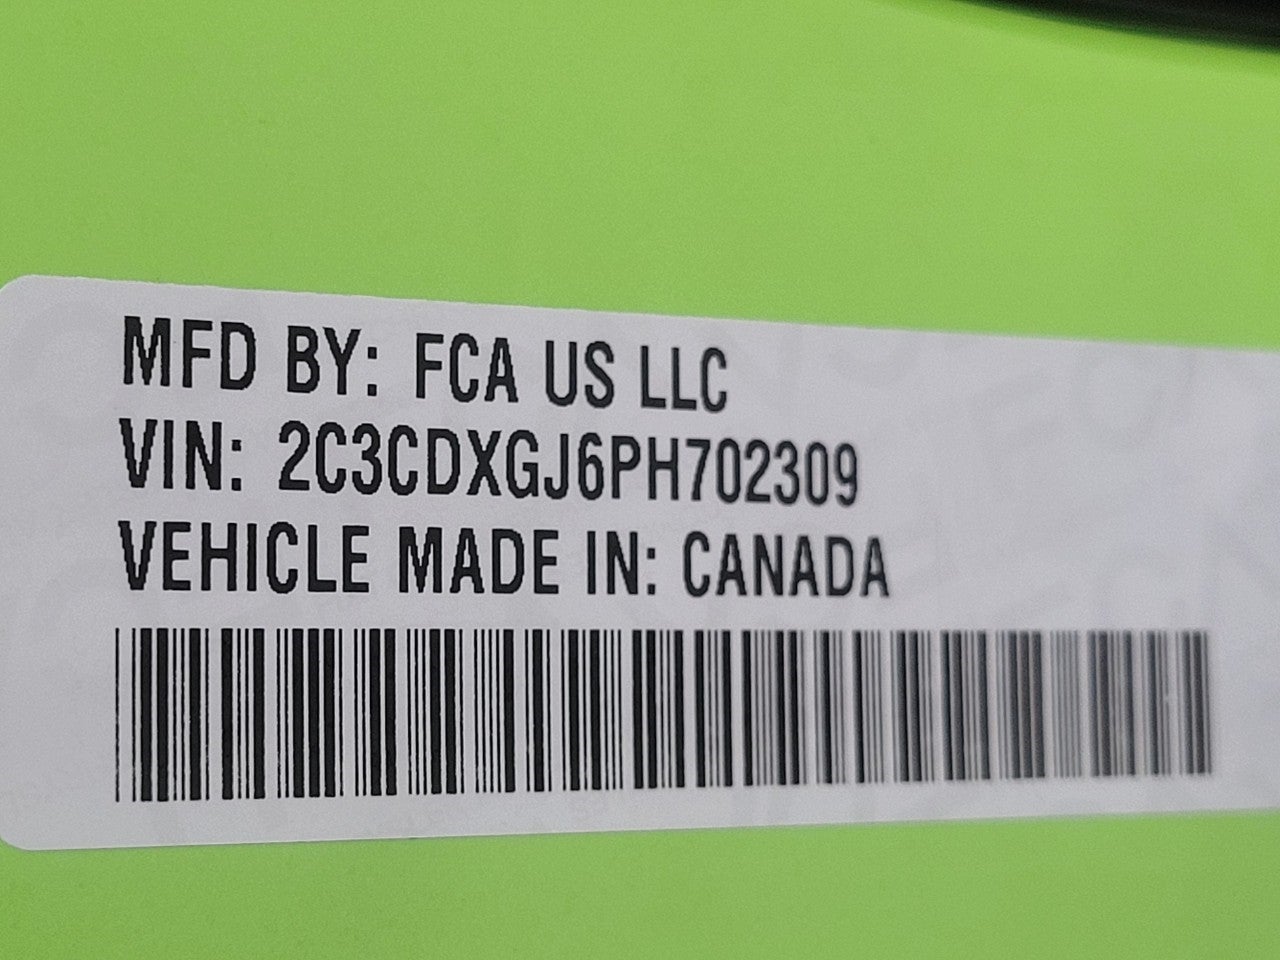 MFD BY: FCA US LLC
VIN: 2C3CDXGJ6PH702309
VEHICLE MADE IN: CANADA